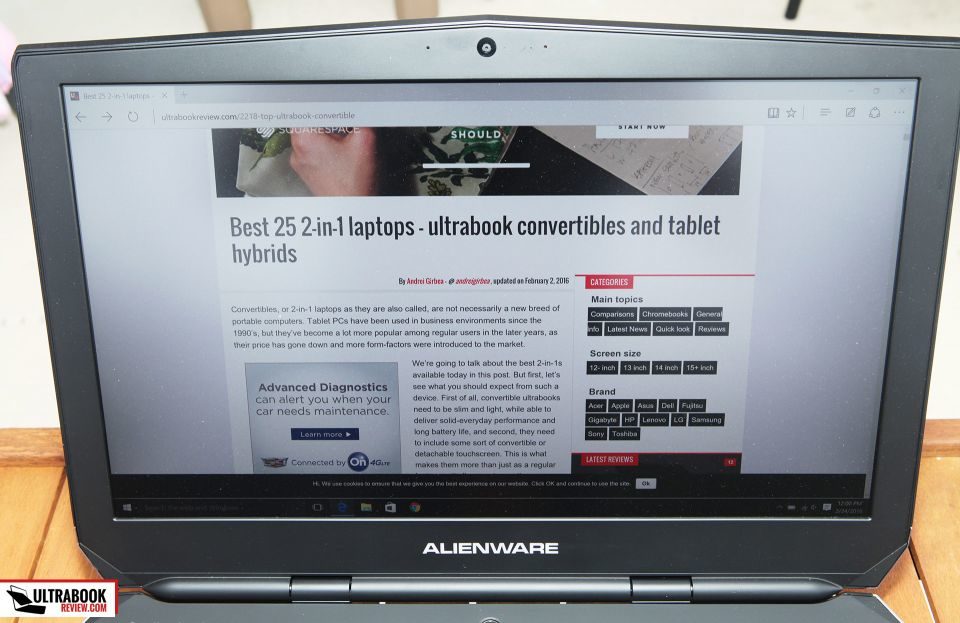 Best 25 2-in-1 laptops -
ultrabookreview.com/2218-top-ultrabook-convertible
SQUARESPACE
SHOULD
START NOW
Best 25 2-in-1 laptops - ultrabook convertibles and tablet
hybrids
By Andrei Girbea - @ andreigirbea, updated on February 2, 2016
Convertibles, or 2-in-1 laptops as they are also called, are not necessarily a new breed of
portable computers. Tablet PCs have been used in business environments since the
1990's, but they've become a lot more popular among regular users in the later years, as
their price has gone down and more form-factors were introduced to the market.
Advanced Diagnostics
can alert you when your
car needs maintenance.
Learn more ►
Connected by On 4GLTE
We're going to talk about the best 2-in-1s
available today in this post. But first, let's
see what you should expect from such a
device. First of all, convertible ultrabooks
need to be slim and light, while able to
deliver solid-everyday performance and
long battery life, and second, they need
to include some sort of convertible or
detachable touchscreen. This is what
makes them more than just as a regular
CATEGORIES
Main topics
Comparisons Chromebooks General
Info Latest News Quick look Reviews
Screen size
12- inch 13 inch 14 inch 15+ inch
Brand
Acer Apple Asus Dell Fujitsu
Gigabyte HP Lenovo LG Samsung
Sony Toshiba
LATEST REVIEWS
12
Hi. We use cookies to ensure that we give you the best experience on our website. Click OK and continue to use the site. Ok
12:00 PM
2/24/2016
ALIENWARE
ULTRABOOK
REVIEW.COM